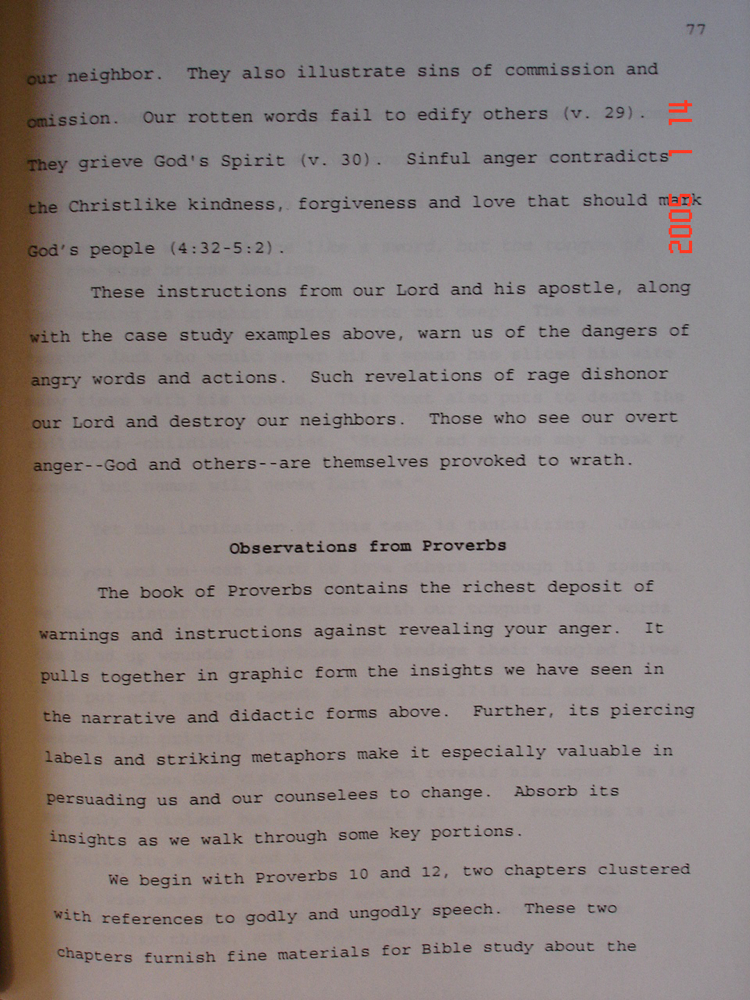 77
our neighbor.  They also illustrate sins of commission and
omission.  Our rotten words fail to edify others (v. 29).
They grieve God's Spirit (v. 30).  Sinful anger contradicts
the Christlike kindness, forgiveness and love that should mark
God's people (4:32-5:2).
These instructions from our Lord and his apostle, along
with the case study examples above, warn us of the dangers of
angry words and actions.  Such revelations of rage dishonor
our Lord and destroy our neighbors.  Those who see our overt
anger--God and others--are themselves provoked to wrath.
Observations from Proverbs
The book of Proverbs contains the richest deposit of
warnings and instructions against revealing your anger.  It
pulls together in graphic form the insights we have seen in
the narrative and didactic forms above.  Further, its piercing
labels and striking metaphors make it especially valuable in
persuading us and our counselees to change.  Absorb its
insights as we walk through some key portions.
We begin with Proverbs 10 and 12, two chapters clustered
with references to godly and ungodly speech.  These two
chapters furnish fine materials for Bible study about the
14 1 2005